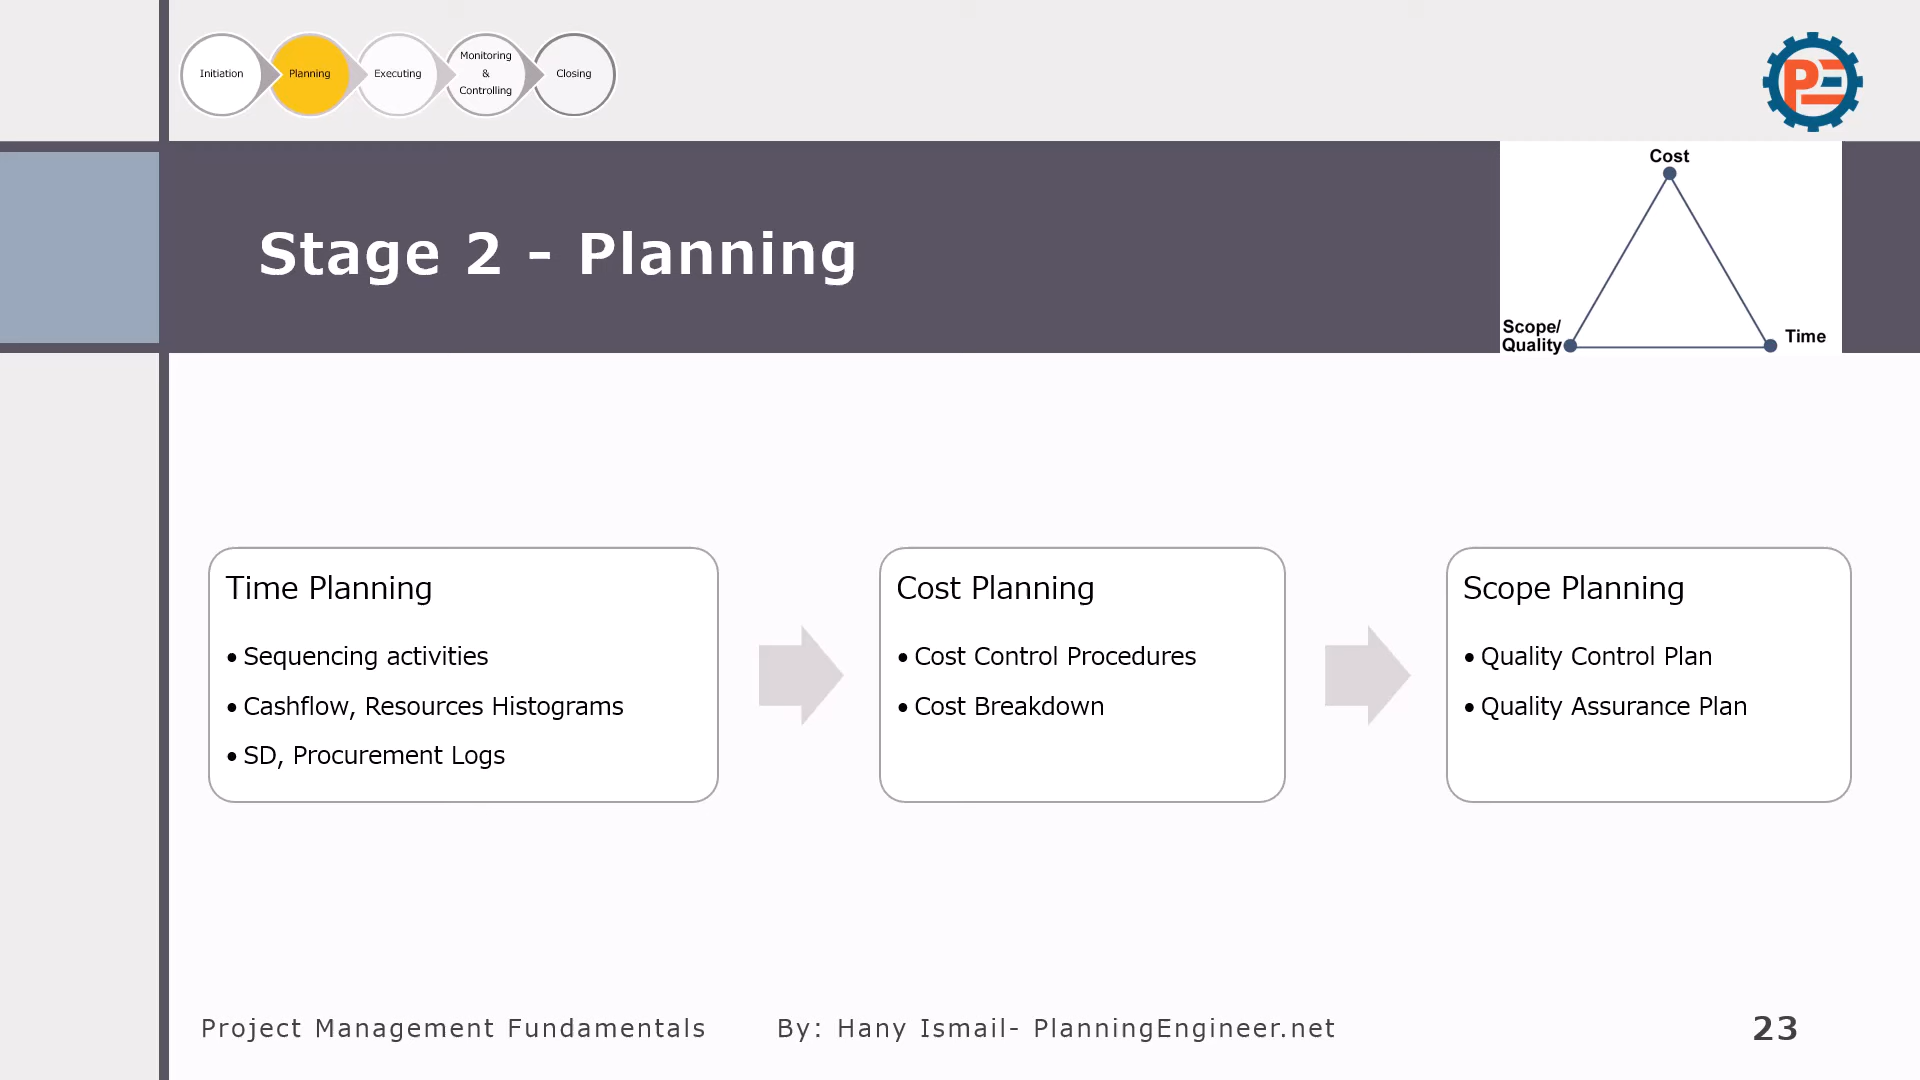 Initiation
Planning
Executing
Monitoring
&
Controlling
Closing
PE
Stage 2 - Planning
Cost
Scope/
Quality
Time
Time Planning
• Sequencing activities
• Cashflow, Resources Histograms
• SD, Procurement Logs
Cost Planning
• Cost Control Procedures
• Cost Breakdown
Scope Planning
• Quality Control Plan
• Quality Assurance Plan
Project Management Fundamentals
By: Hany Ismail- PlanningEngineer.net
23